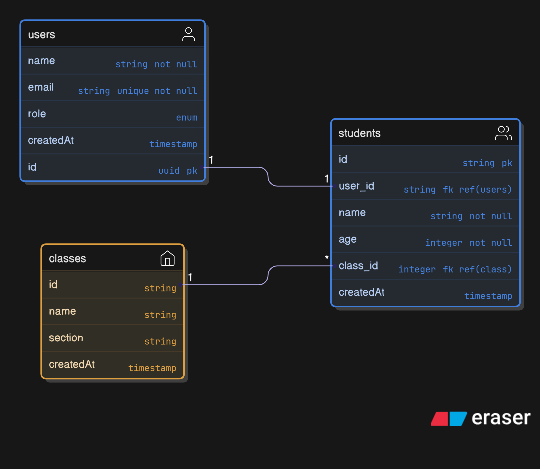 users
name string not null
email string unique not null
role enum
createdAt timestamp
id uuid pk
1
1
students
id string pk
user_id string fk ref(users)
name string not null
age integer not null
class_id integer fk ref(class)
createdAt timestamp
classes
id string
name string
section string
createdAt timestamp
1
*
eraser